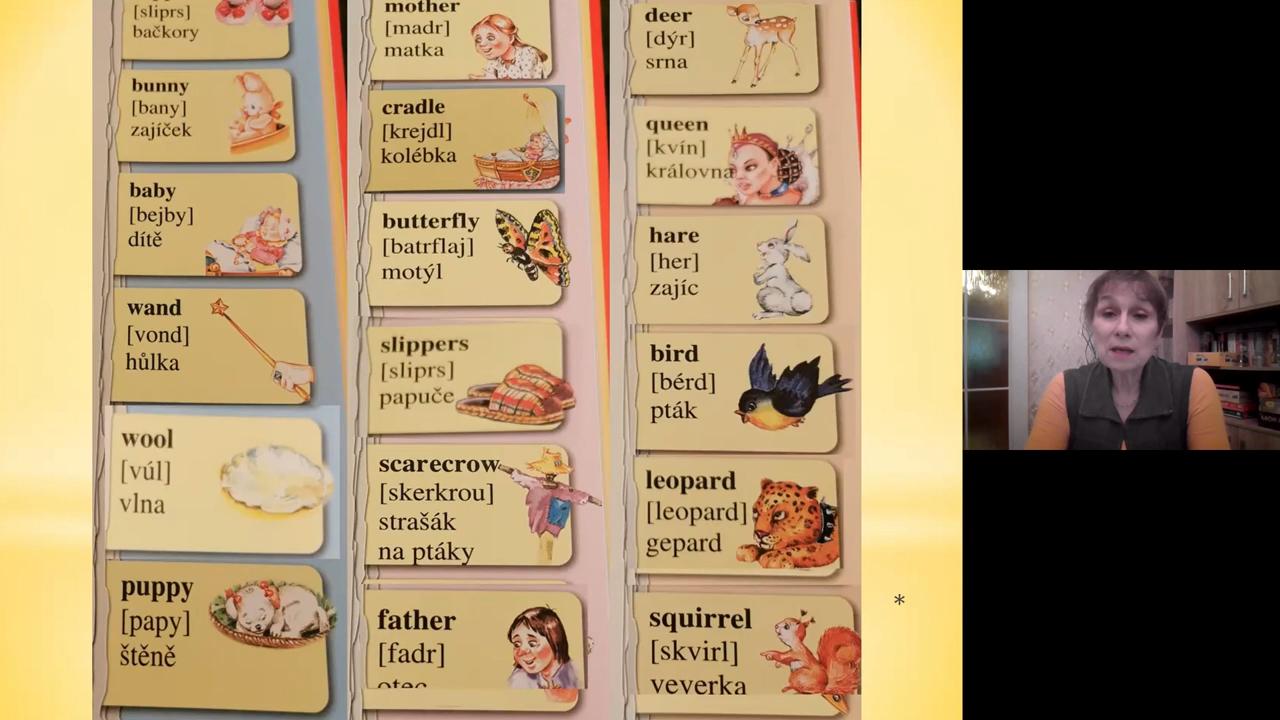 [sliprs]
bačkory
bunny
[bany]
zajíček
baby
[bejby]
dítě
wand
[vond]
hůlka
wool
[vúl]
vlna
puppy
[papy]
štěně
mother
[madr]
matka
cradle
[krejdl]
kolébka
butterfly
[batrflaj]
motýl
slippers
[sliprs]
papuče
scarecrow
[skerkrou]
strašák
na ptáky
father
[fadr]
otec
deer
[dýr]
srna
queen
[kvín]
královna
hare
[her]
zajíc
bird
[bérd]
pták
leopard
[leopard]
gepard
squirrel
[skvirl]
veverka
*